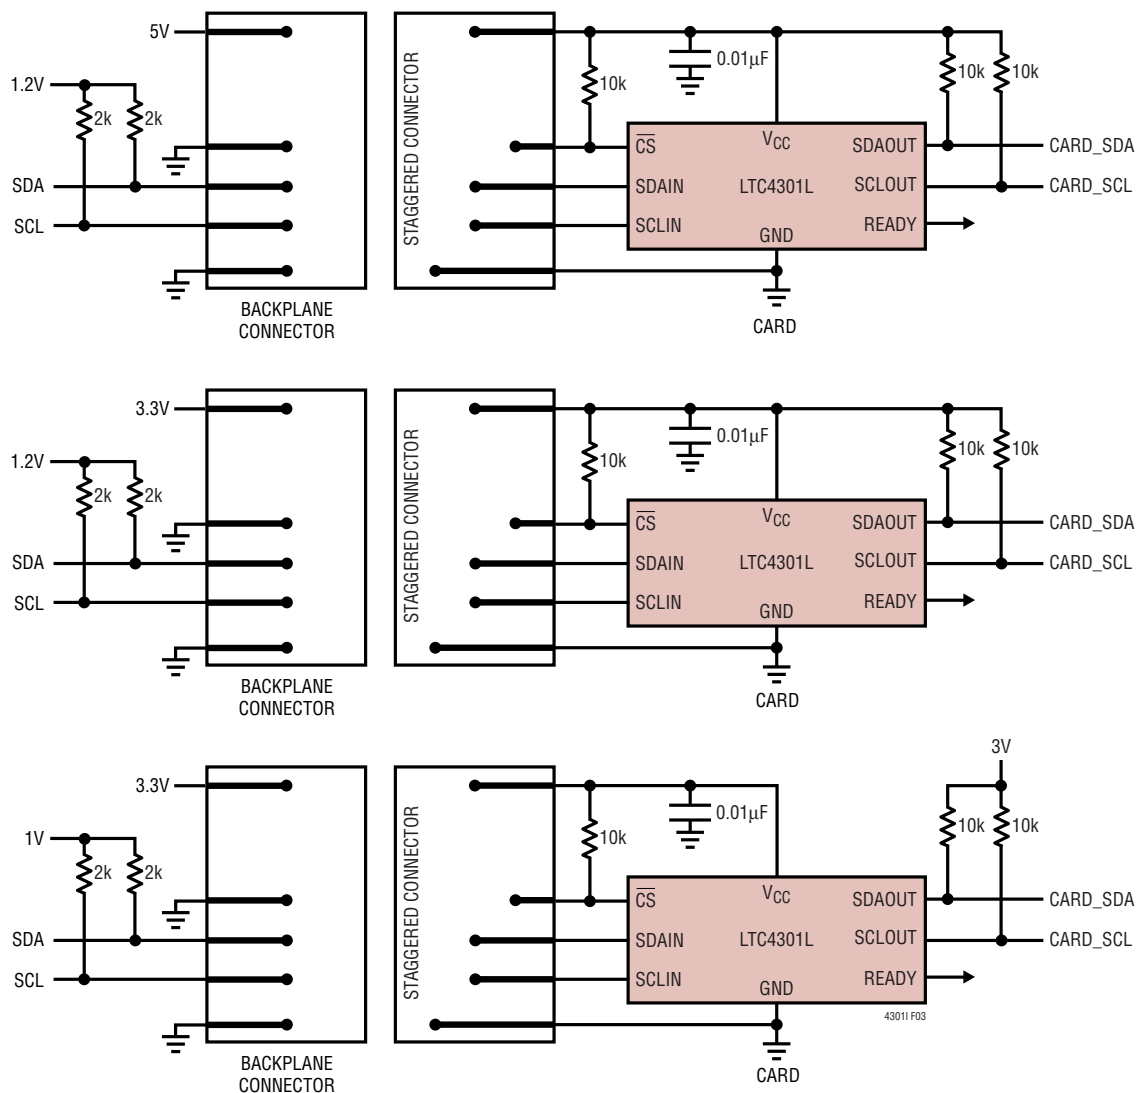 5V
1.2V
2k
2k
SDA
SCL
BACKPLANE
CONNECTOR
STAGGERED CONNECTOR
10k
0.01µF
10k
10k
C̅S̅
VCC
SDAOUT
CARD_SDA
SDAIN
LTC4301L
SCLOUT
CARD_SCL
SCLIN
READY
GND
CARD
3.3V
1.2V
2k
2k
SDA
SCL
BACKPLANE
CONNECTOR
STAGGERED CONNECTOR
10k
0.01µF
10k
10k
C̅S̅
VCC
SDAOUT
CARD_SDA
SDAIN
LTC4301L
SCLOUT
CARD_SCL
SCLIN
READY
GND
CARD
3.3V
1V
2k
2k
SDA
SCL
BACKPLANE
CONNECTOR
STAGGERED CONNECTOR
10k
0.01µF
3V
10k
10k
C̅S̅
VCC
SDAOUT
CARD_SDA
SDAIN
LTC4301L
SCLOUT
CARD_SCL
SCLIN
READY
GND
4301l F03
CARD